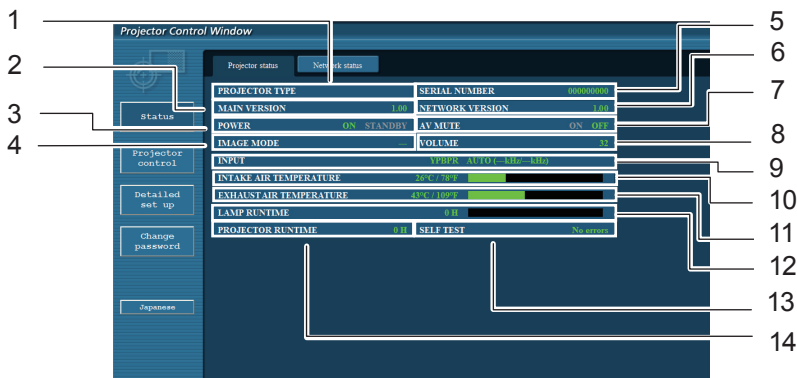 Projector Control Window
Projector status
Network status
PROJECTOR TYPE
SERIAL NUMBER 000000000
MAIN VERSION 1.00
NETWORK VERSION 1.00
POWER ON STANDBY
AV MUTE ON OFF
IMAGE MODE —
VOLUME 32
INPUT YPBPR AUTO (—kHz/—kHz)
INTAKE AIR TEMPERATURE 26°C / 78°F
EXHAUST AIR TEMPERATURE 43°C / 109°F
LAMP RUNTIME 0 H
PROJECTOR RUNTIME 0 H
SELF TEST No errors
Status
Projector
control
Detailed
set up
Change
password
Japanese
1
2
3
4
5
6
7
8
9
10
11
12
13
14